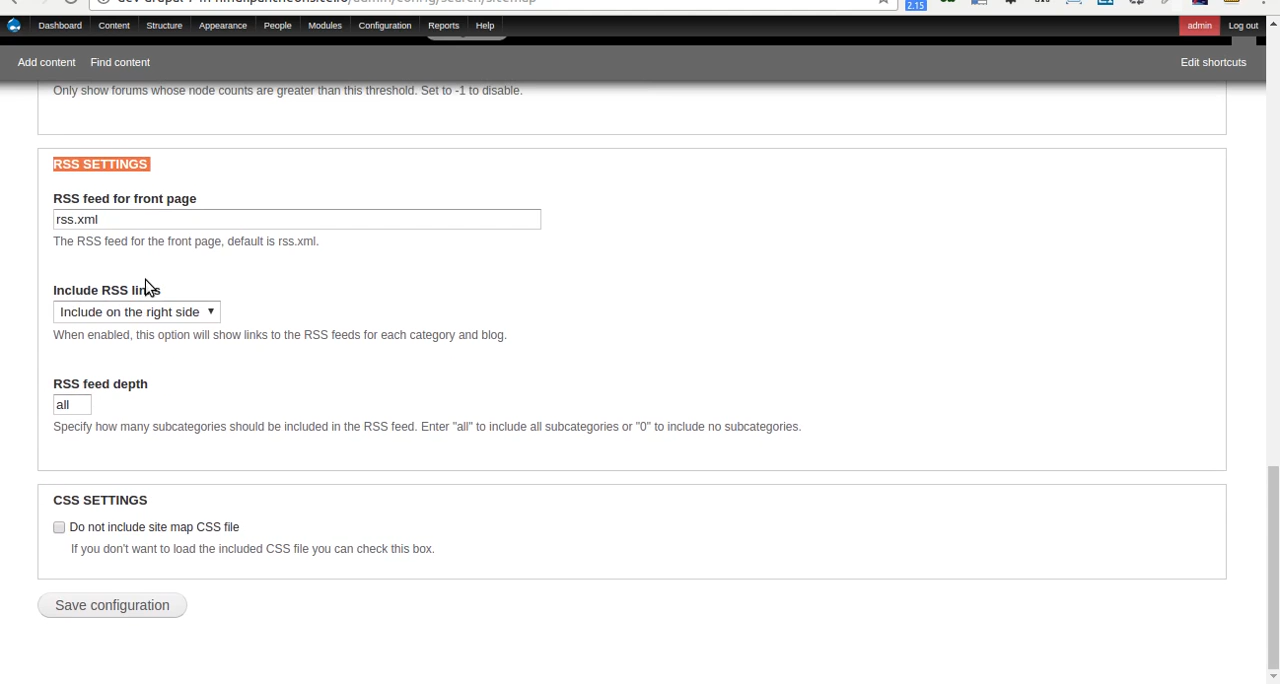 2.15
Dashboard Content Structure Appearance People Modules Configuration Reports Help admin Log out
Add content Find content Edit shortcuts
Only show forums whose node counts are greater than this threshold. Set to -1 to disable.
RSS SETTINGS
RSS feed for front page
rss.xml
The RSS feed for the front page, default is rss.xml.
Include RSS links
Include on the right side
When enabled, this option will show links to the RSS feeds for each category and blog.
RSS feed depth
all
Specify how many subcategories should be included in the RSS feed. Enter "all" to include all subcategories or "0" to include no subcategories.
CSS SETTINGS
Do not include site map CSS file
If you don't want to load the included CSS file you can check this box.
Save configuration